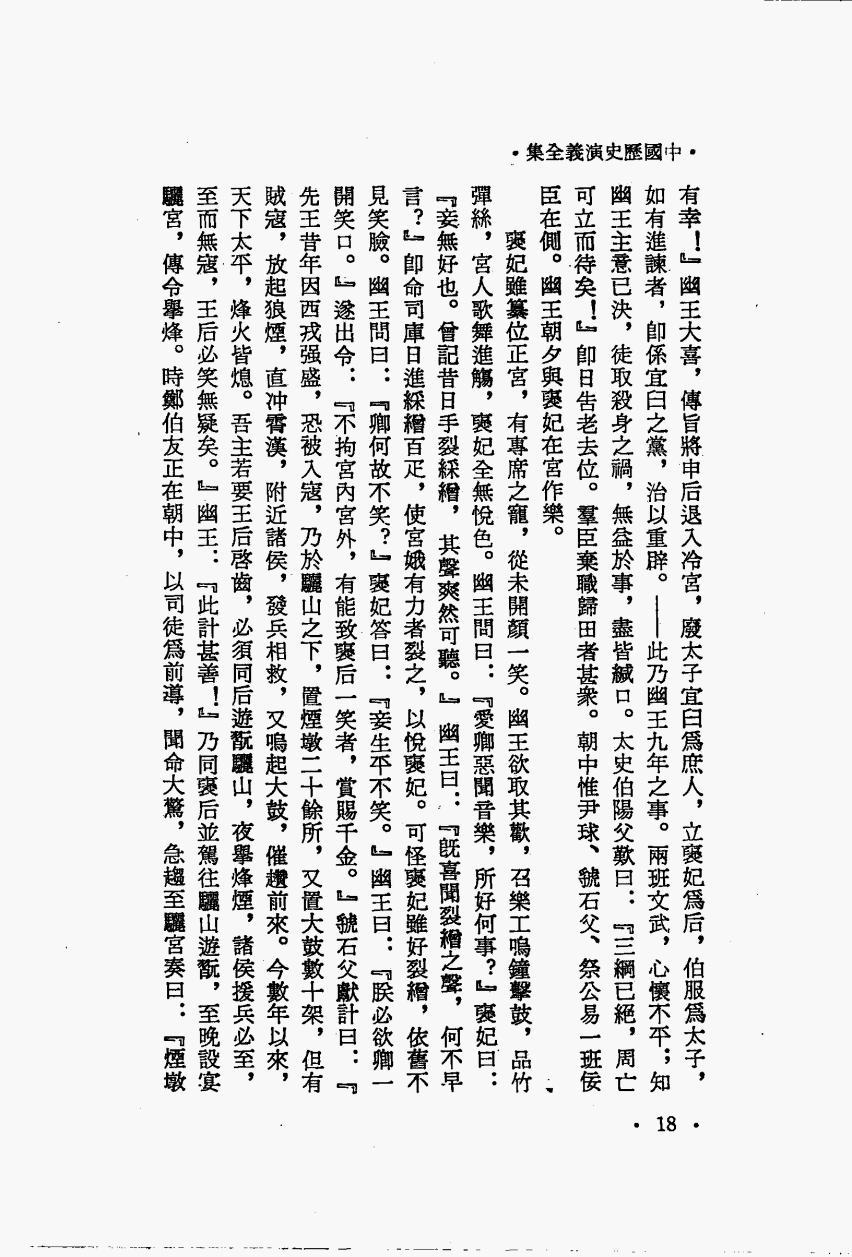 ·中國歷史演義全集·
有幸！』幽王大喜，傳旨將申后退入冷宮，廢太子宜臼爲庶人，立褒妃爲后，伯服爲太子，
如有進諫者，卽係宜臼之黨，治以重辟。——此乃幽王九年之事。兩班文武，心懷不平；知
幽王主意已決，徒取殺身之禍，無益於事，盡皆緘口。太史伯陽父歎曰：『三綱已絕，周亡
可立而待矣！』卽日告老去位。羣臣棄職歸田者甚衆。朝中惟尹球、虢石父、祭公易一班佞
臣在側。幽王朝夕與褒妃在宮作樂。
褒妃雖纂位正宮，有專席之寵，從未開顏一笑。幽王欲取其歡，召樂工鳴鐘擊鼓，品竹
彈絲，宮人歌舞進觴，褒妃全無悅色。幽王問曰：『愛卿惡聞音樂，所好何事？』褒妃曰：
『妾無好也。曾記昔日手裂綵繒，其聲爽然可聽。』幽王曰：『旣喜聞裂繒之聲，何不早
言？』卽命司庫日進綵繒百疋，使宮娥有力者裂之，以悅褒妃。可怪褒妃雖好裂繒，依舊不
見笑臉。幽王問曰：『卿何故不笑？』褒妃答曰：『妾生平不笑。』幽王曰：『朕必欲卿一
開笑口。』遂出令：『不拘宮內宮外，有能致褒后一笑者，賞賜千金。』虢石父獻計曰：『
先王昔年因西戎强盛，恐被入寇，乃於驪山之下，置煙墩二十餘所，又置大鼓數十架，但有
賊寇，放起狼煙，直冲霄漢，附近諸侯，發兵相救，又鳴起大鼓，催趲前來。今數年以來，
天下太平，烽火皆熄。吾主若要王后啓齒，必須同后遊翫驪山，夜擧烽煙，諸侯援兵必至，
至而無寇，王后必笑無疑矣。』幽王：『此計甚善！』乃同褒后並駕往驪山遊翫，至晚設宴
驪宮，傳令擧烽。時鄭伯友正在朝中，以司徒爲前導，聞命大驚，急趨至驪宮奏曰：『煙墩
·18·